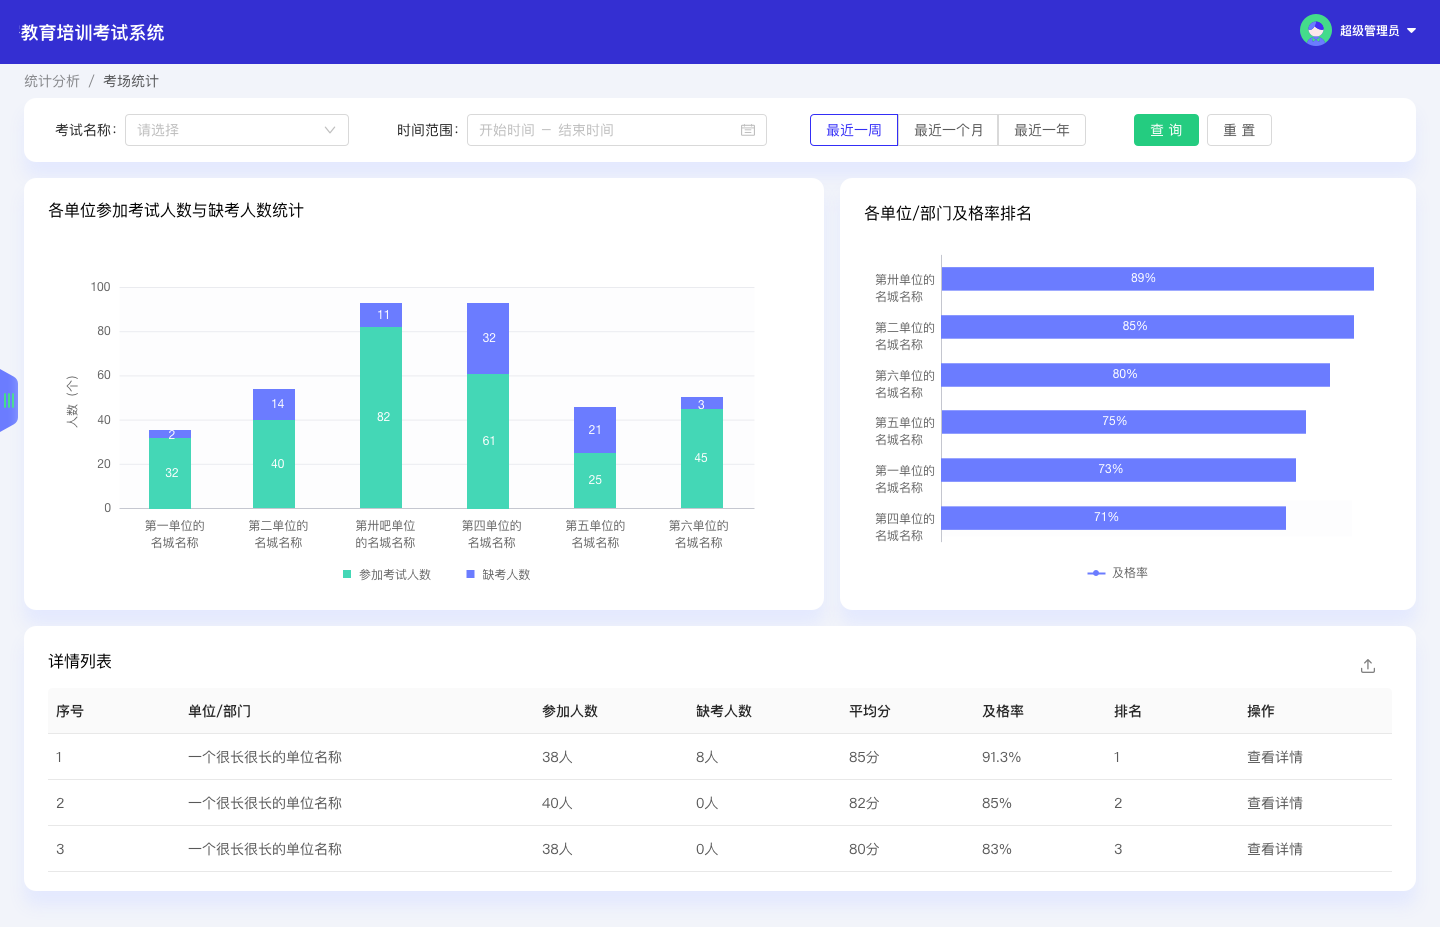 教育培训考试系统
超级管理员
统计分析 / 考场统计
考试名称: 请选择 时间范围: 开始时间 – 结束时间 最近一周 最近一个月 最近一年 查 询 重 置
各单位参加考试人数与缺考人数统计
人数（个）
100
80
60
40
20
0
2
32
14
40
11
82
32
61
21
25
3
45
第一单位的
名城名称
第二单位的
名城名称
第卅吧单位
的名城名称
第四单位的
名城名称
第五单位的
名城名称
第六单位的
名城名称
参加考试人数 缺考人数
各单位/部门及格率排名
第卅单位的
名城名称
89%
第二单位的
名城名称
85%
第六单位的
名城名称
80%
第五单位的
名城名称
75%
第一单位的
名城名称
73%
第四单位的
名城名称
71%
及格率
详情列表
序号 单位/部门 参加人数 缺考人数 平均分 及格率 排名 操作
1 一个很长很长的单位名称 38人 8人 85分 91.3% 1 查看详情
2 一个很长很长的单位名称 40人 0人 82分 85% 2 查看详情
3 一个很长很长的单位名称 38人 0人 80分 83% 3 查看详情